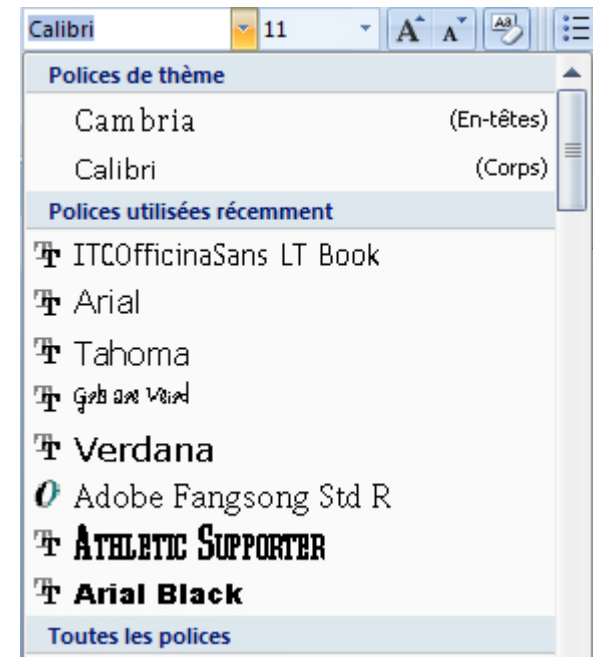 Calibri 11 A A Aa
Polices de thème
Cambria (En-têtes)
Calibri (Corps)
Polices utilisées récemment
ITCOfficinaSans LT Book
Arial
Tahoma
Verdana
Adobe Fangsong Std R
Athletic Supporter
Arial Black
Toutes les polices